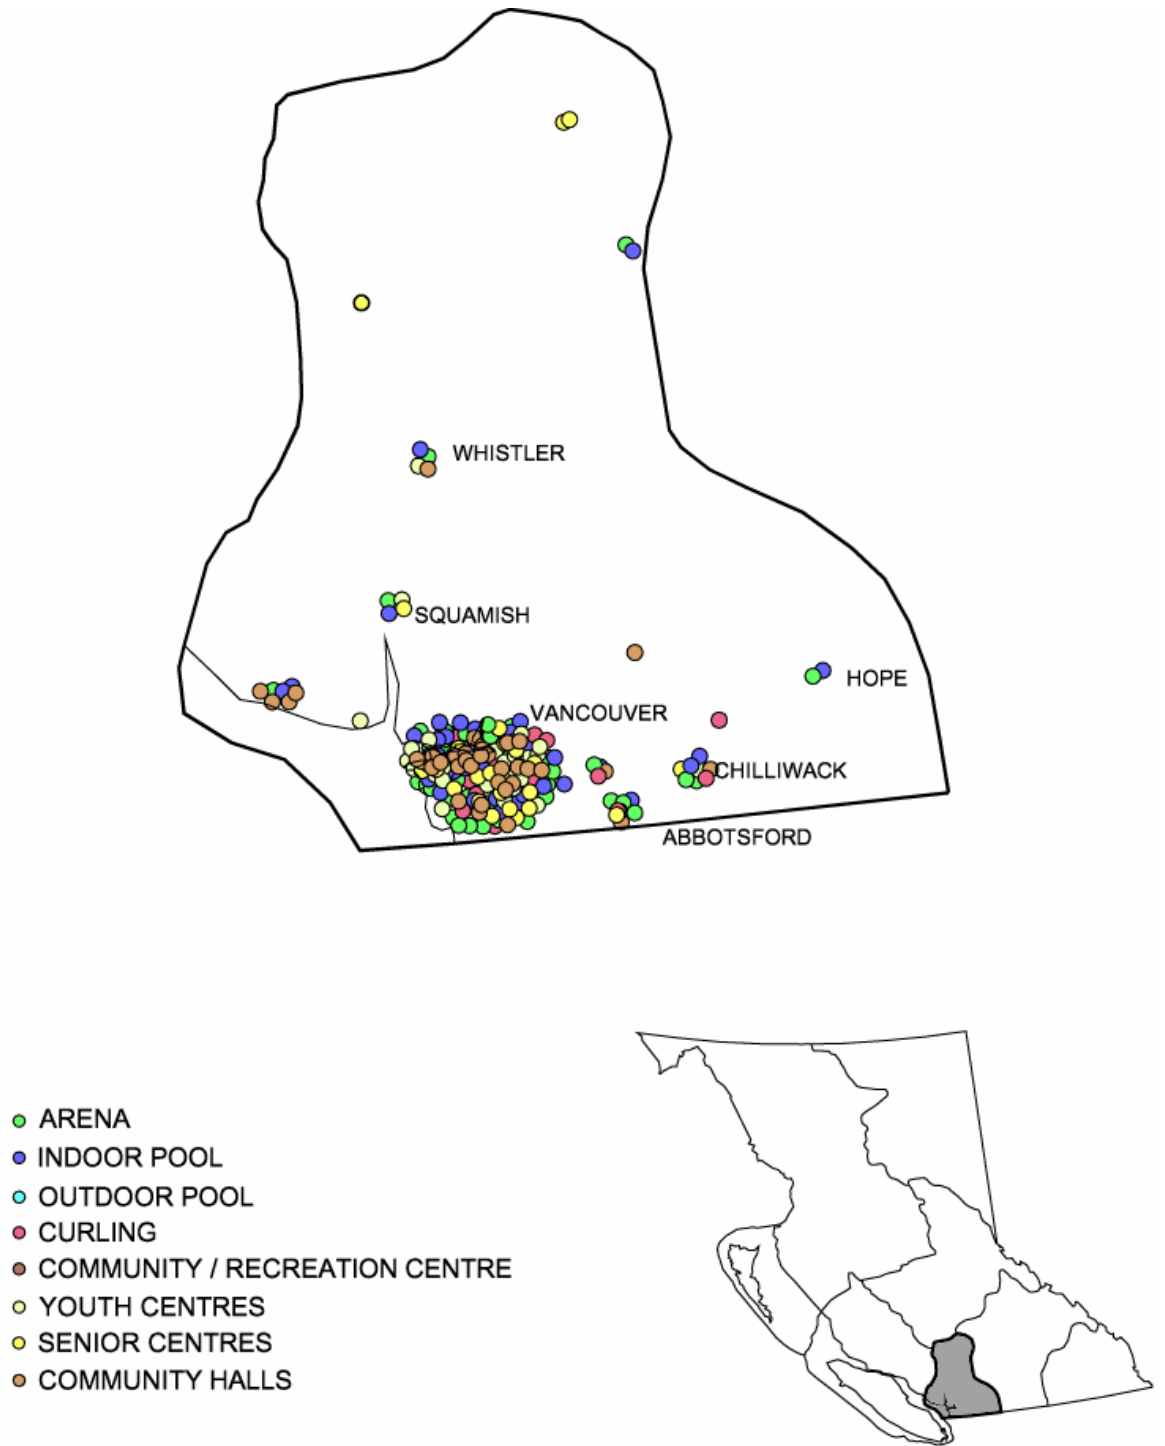 WHISTLER
SQUAMISH
HOPE
VANCOUVER
CHILLIWACK
ABBOTSFORD
ARENA
INDOOR POOL
OUTDOOR POOL
CURLING
COMMUNITY / RECREATION CENTRE
YOUTH CENTRES
SENIOR CENTRES
COMMUNITY HALLS